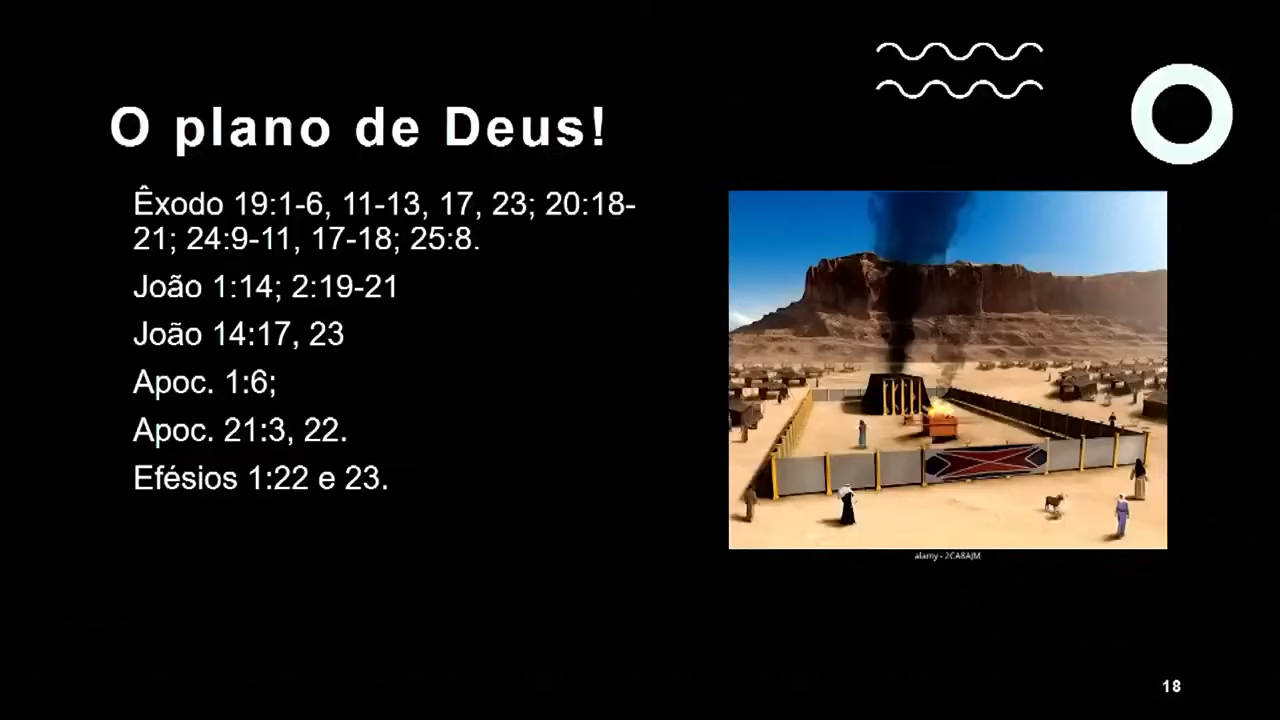 O plano de Deus!
Êxodo 19:1-6, 11-13, 17, 23; 20:18-
21; 24:9-11, 17-18; 25:8.
João 1:14; 2:19-21
João 14:17, 23
Apoc. 1:6;
Apoc. 21:3, 22.
Efésios 1:22 e 23.
alamy - 2CA8AJM
18